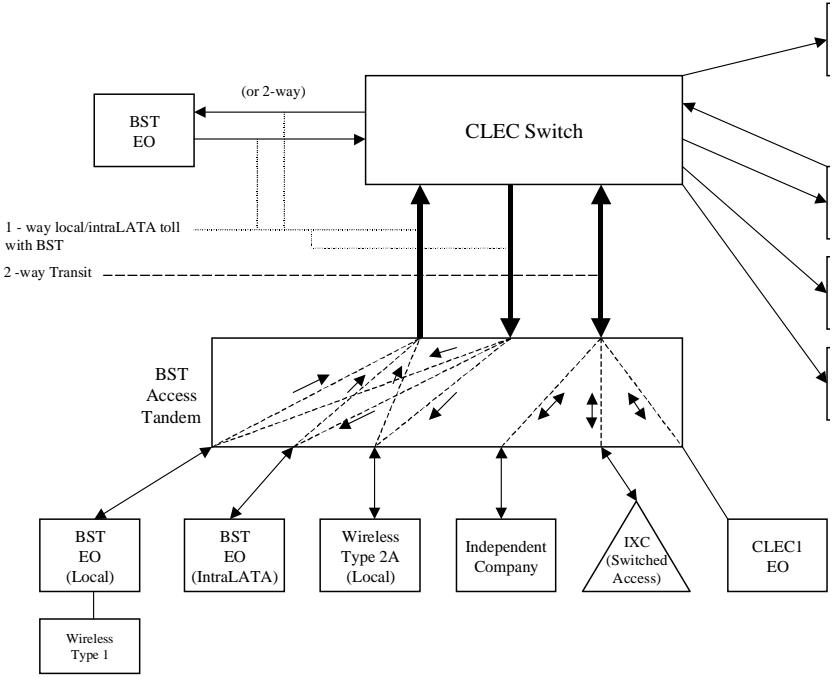 (or 2-way)
BST
EO
CLEC Switch
1 - way local/intraLATA toll
with BST
2 -way Transit
BST
Access
Tandem
BST
EO
(Local)
BST
EO
(IntraLATA)
Wireless
Type 2A
(Local)
Independent
Company
IXC
(Switched
Access)
CLEC1
EO
Wireless
Type 1